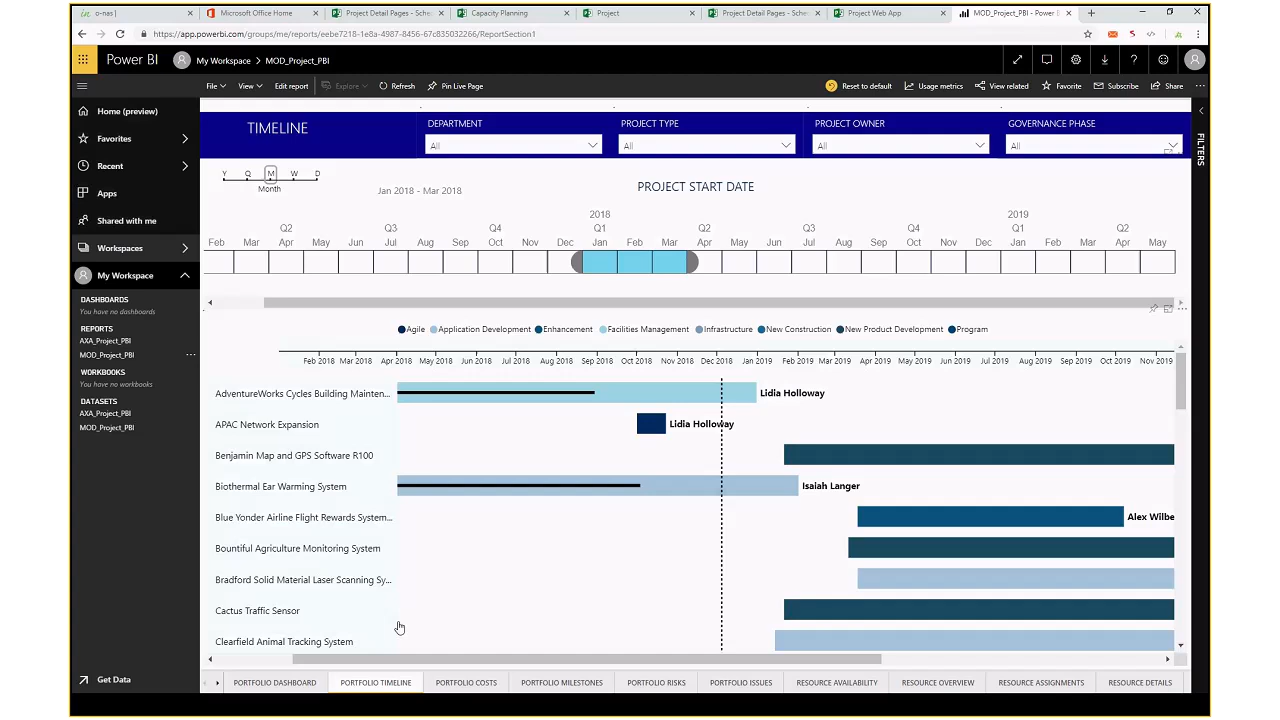 o-nas |
Microsoft Office Home
Project Detail Pages - Sche
Capacity Planning
Project
Project Detail Pages - Sche
Project Web App
MOD_Project_PBI - Power B
https://app.powerbi.com/groups/me/reports/eebe7218-1e8a-4987-8456-67c835032266/ReportSection1
Power BI
My Workspace > MOD_Project_PBI
File View Edit report Explore Refresh Pin Live Page
Reset to default Usage metrics View related Favorite Subscribe Share
Home (preview)
Favorites
Recent
Apps
Shared with me
Workspaces
My Workspace
DASHBOARDS
You have no dashboards
REPORTS
AXA_Project_PBI
MOD_Project_PBI
WORKBOOKS
You have no workbooks
DATASETS
AXA_Project_PBI
MOD_Project_PBI
Get Data
FILTERS
TIMELINE
DEPARTMENT PROJECT TYPE PROJECT OWNER GOVERNANCE PHASE
All All All All
Y Q M W D
Month
Jan 2018 - Mar 2018
PROJECT START DATE
2018 2019
Q2 Q3 Q4 Q1 Q2 Q3 Q4 Q1 Q2
Feb Mar Apr May Jun Jul Aug Sep Oct Nov Dec Jan Feb Mar Apr May Jun Jul Aug Sep Oct Nov Dec Jan Feb Mar Apr May
Agile Application Development Enhancement Facilities Management Infrastructure New Construction New Product Development Program
Feb 2018 Mar 2018 Apr 2018 May 2018 Jun 2018 Jul 2018 Aug 2018 Sep 2018 Oct 2018 Nov 2018 Dec 2018 Jan 2019 Feb 2019 Mar 2019 Apr 2019 May 2019 Jun 2019 Jul 2019 Aug 2019 Sep 2019 Oct 2019 Nov 2019
AdventureWorks Cycles Building Mainten... Lidia Holloway
APAC Network Expansion Lidia Holloway
Benjamin Map and GPS Software R100
Biothermal Ear Warming System Isaiah Langer
Blue Yonder Airline Flight Rewards System... Alex Wilbe
Bountiful Agriculture Monitoring System
Bradford Solid Material Laser Scanning Sy...
Cactus Traffic Sensor
Clearfield Animal Tracking System
PORTFOLIO DASHBOARD PORTFOLIO TIMELINE PORTFOLIO COSTS PORTFOLIO MILESTONES PORTFOLIO RISKS PORTFOLIO ISSUES RESOURCE AVAILABILITY RESOURCE OVERVIEW RESOURCE ASSIGNMENTS RESOURCE DETAILS